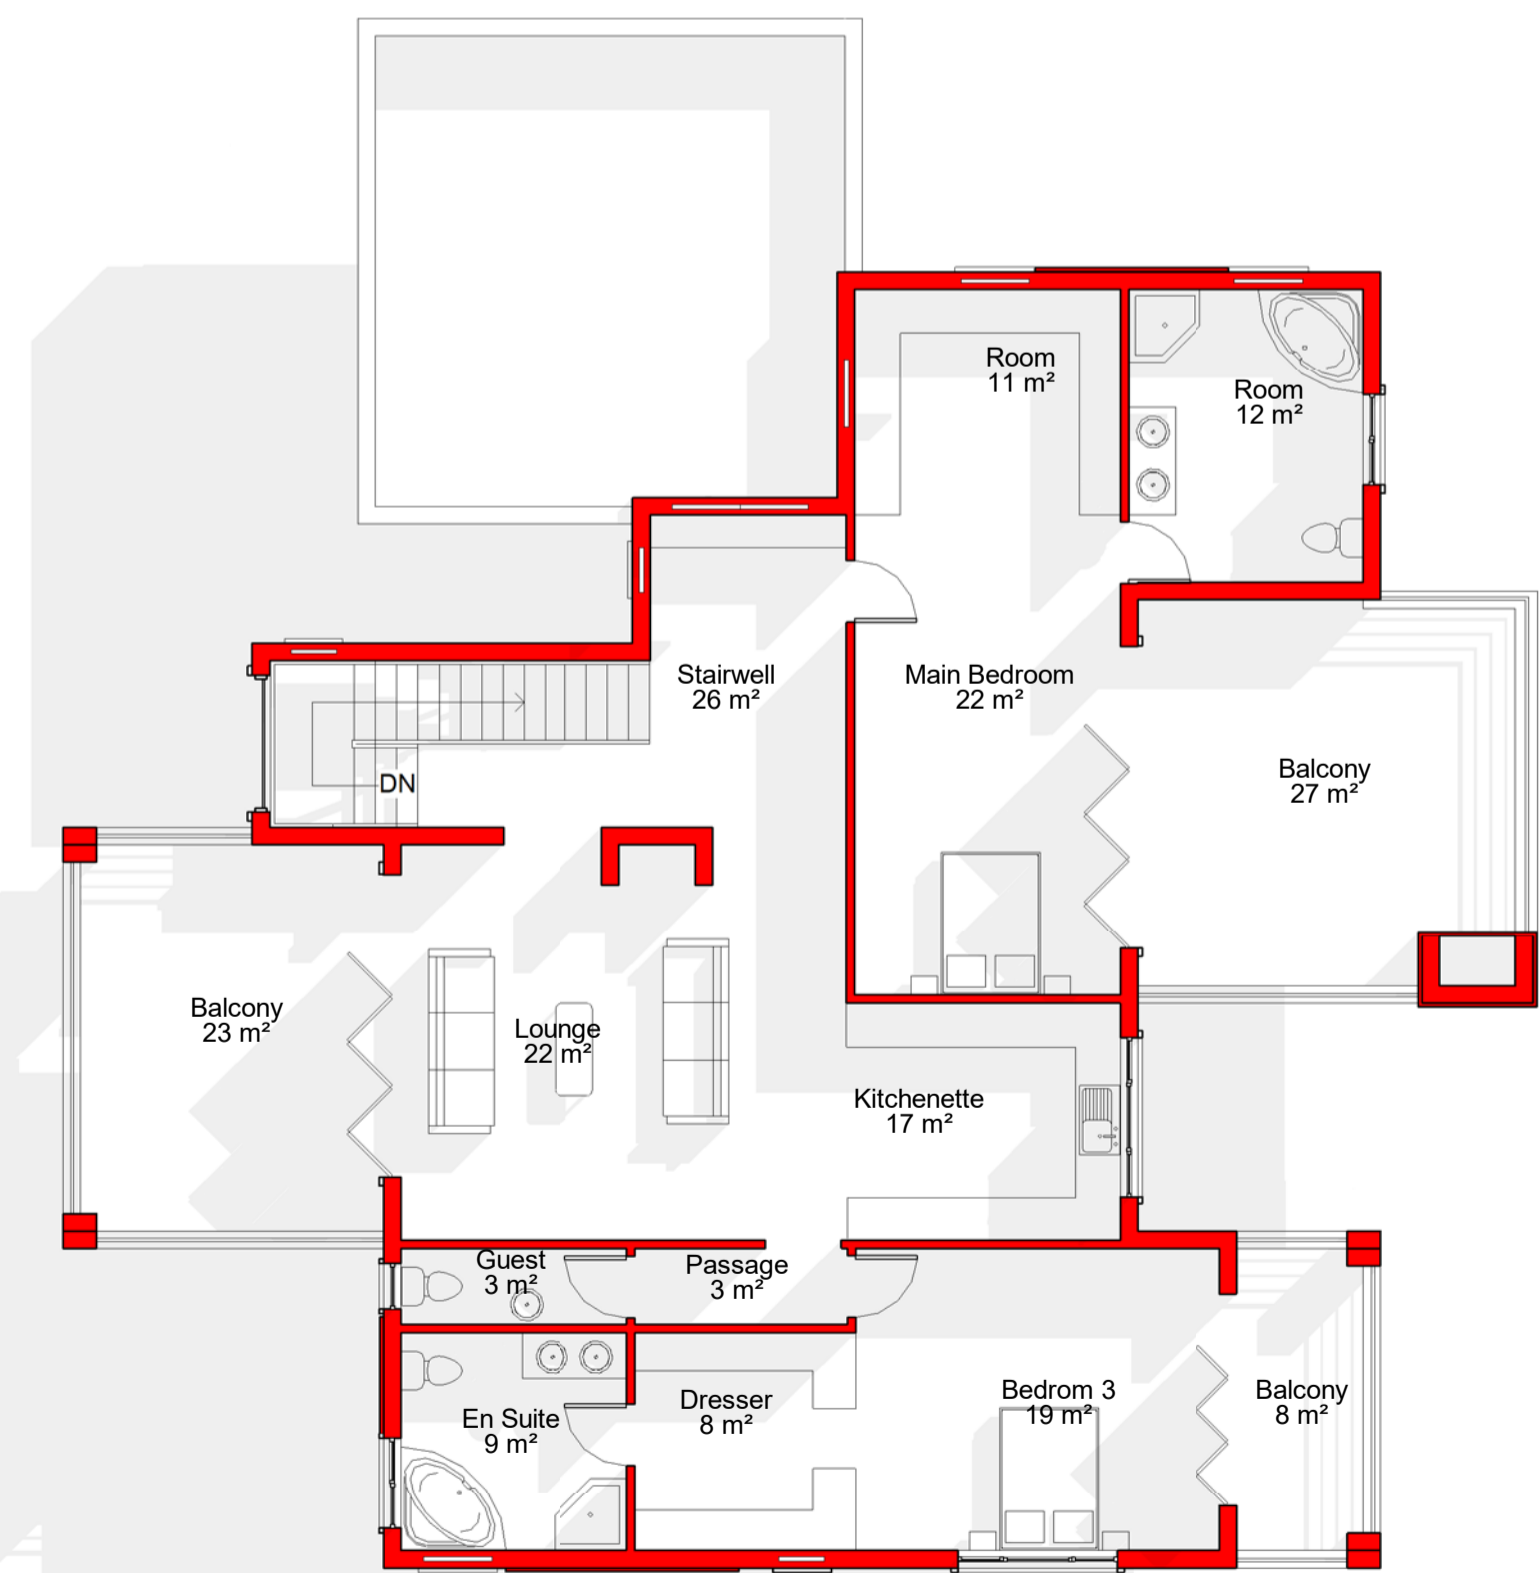 Room
11 m²
Room
12 m²
Stairwell
26 m²
Main Bedroom
22 m²
Balcony
27 m²
DN
Balcony
23 m²
Lounge
22 m²
Kitchenette
17 m²
Guest
3 m²
Passage
3 m²
En Suite
9 m²
Dresser
8 m²
Bedrom 3
19 m²
Balcony
8 m²